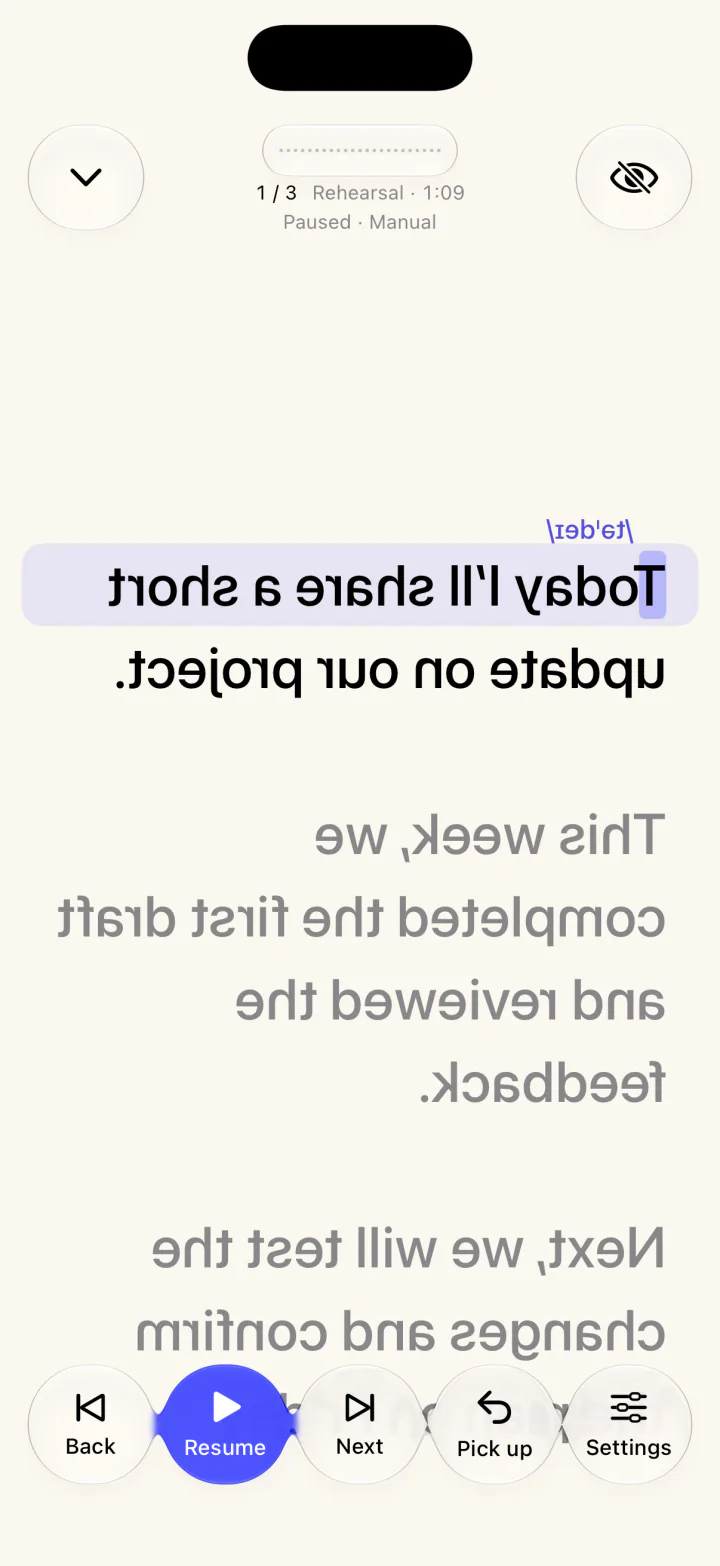 1 / 3 Rehearsal · 1:09
Paused · Manual
/tə'deɪ/
Today I'll share a short
update on our project.
This week, we
completed the first draft
and reviewed the
feedback.
Next, we will test the
changes and confirm
Back
Resume
Next
Pick up
Settings